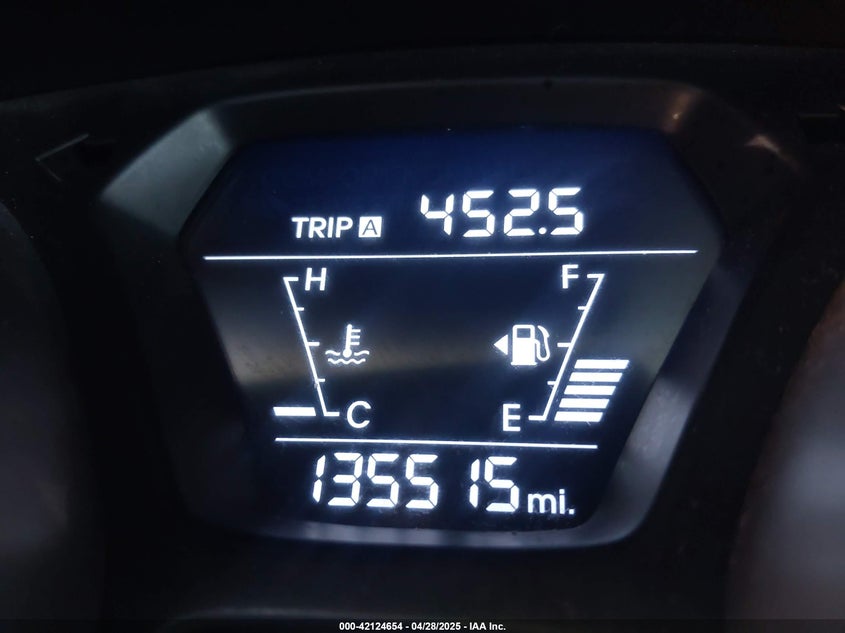 TRIP A 452.5
H F
C E
135515 mi.
000-42124654 / 04/28/2025 - IAA Inc.